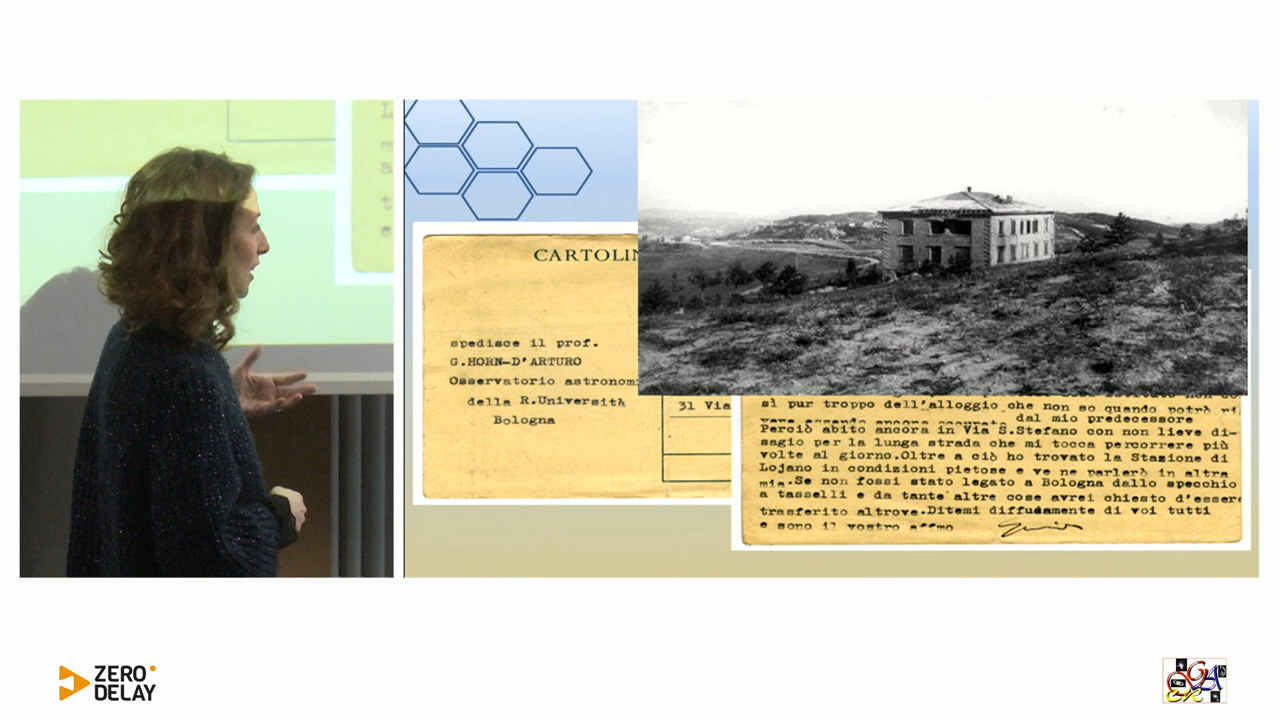 CARTOLIN
spedisce il prof.
G.HORN-D'ARTURO
Osservatorio astronomi
della R.Università
Bologna
31 Via
sì pur troppo dell'alloggio che non so quando potrò
dal mio predecessore
Perciò abito ancora in Via S.Stefano con non lieve di-
sagio per la lunga strada che mi tocca percorrere più
volte al giorno.Oltre a ciò ho trovato la Stazione di
Lojano in condizioni pietose e ve ne parlerò in altra
mia.Se non fossi stato legato a Bologna dallo specchio
a tasselli e da tante altre cose avrei chiesto d'essere
trasferito altrove.Ditemi diffudamente di voi tutti
e sono il vostro affmo
ZERO
DELAY